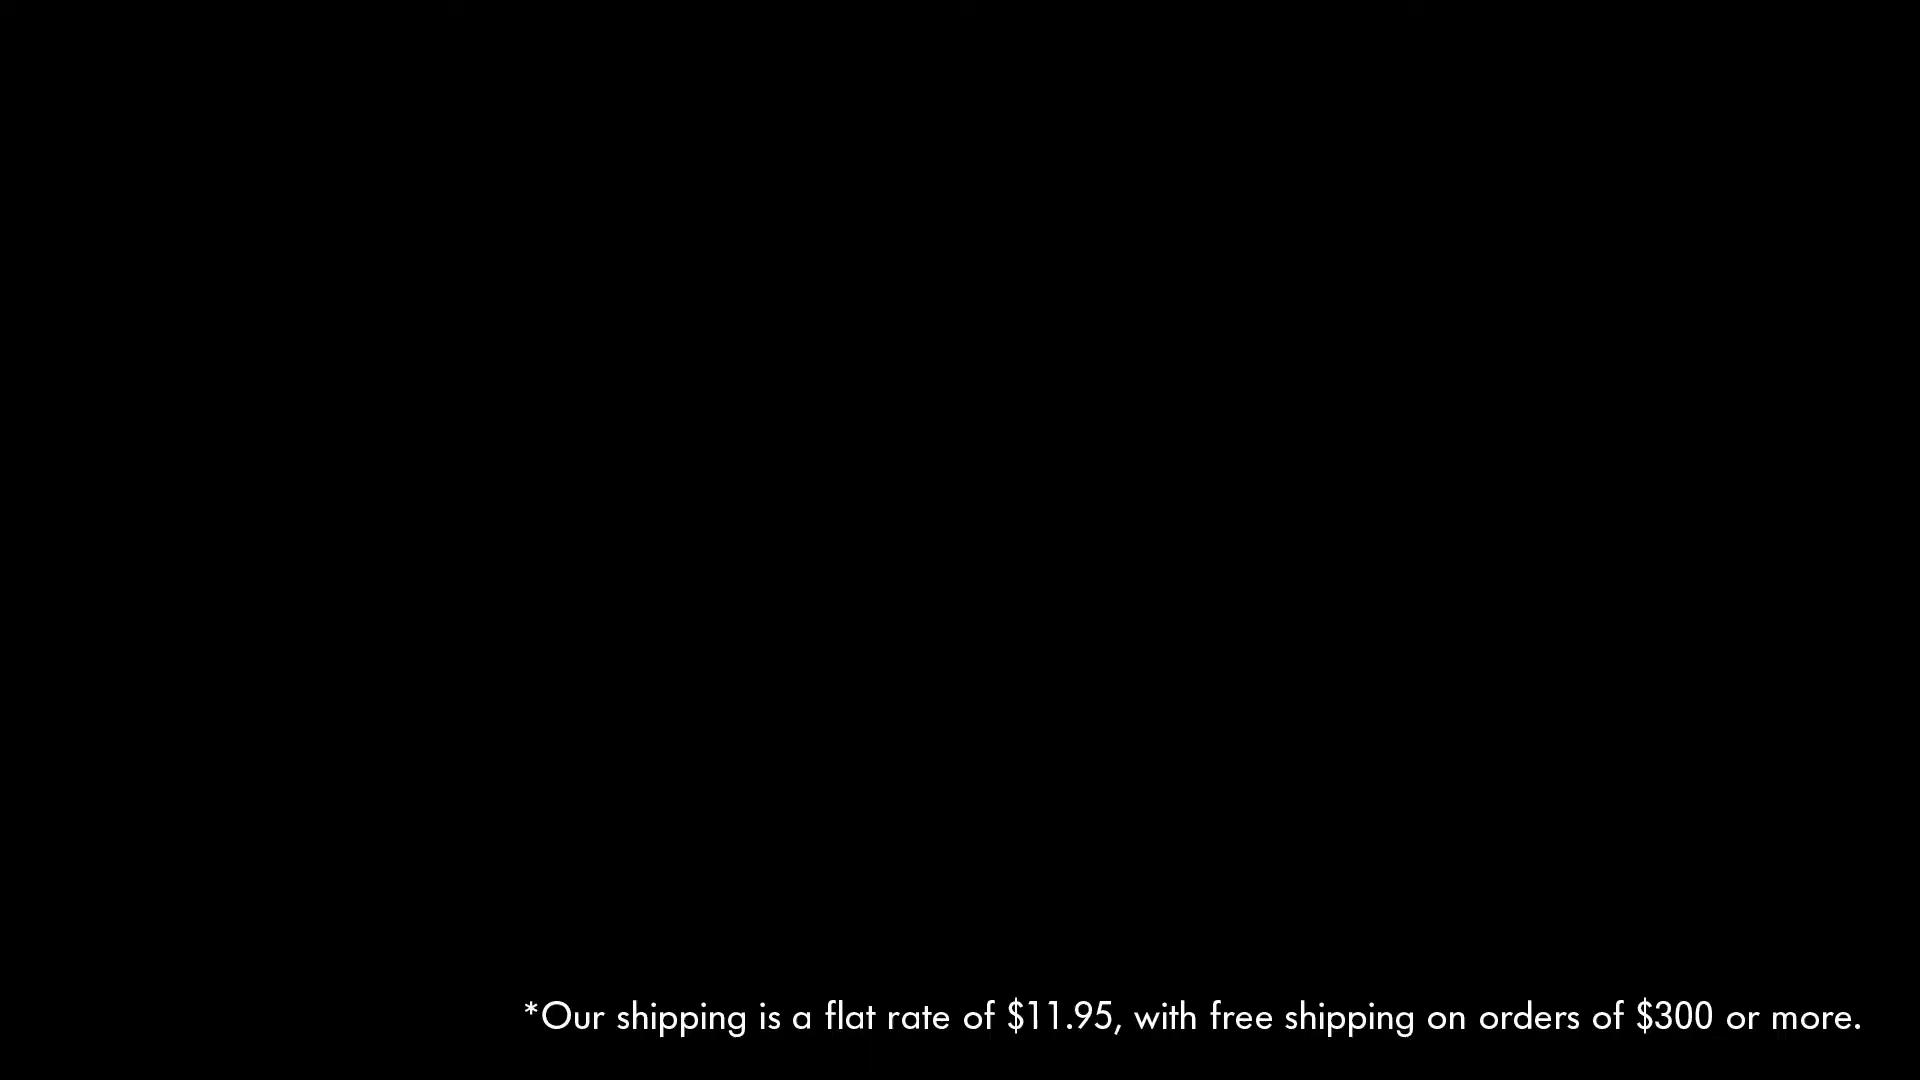 *Our shipping is a flat rate of $11.95, with free shipping on orders of $300 or more.